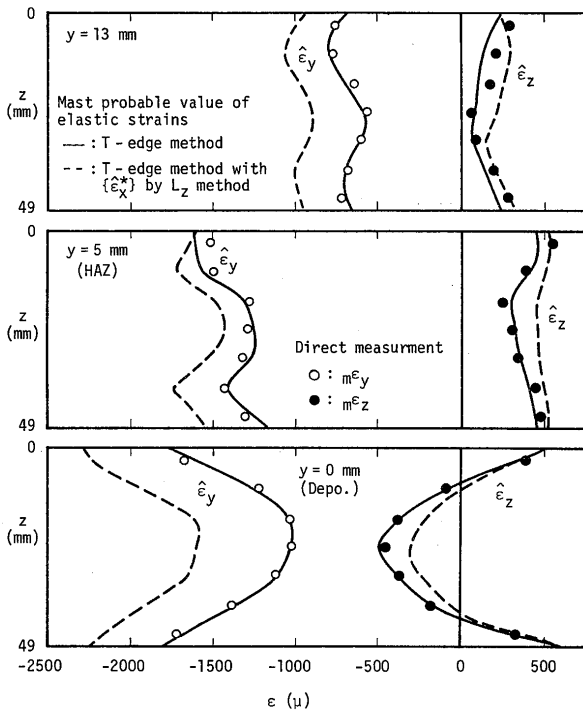 0
y = 13 mm
z
(mm)
ε̂y
ε̂z
Mast probable value of
elastic strains
— : T - edge method
-- : T - edge method with
{ε̂*x} by Lz method
49
0
y = 5 mm
(HAZ)
ε̂y
z
(mm)
ε̂z
Direct measurment
○ : mεy
● : mεz
49
0
y = 0 mm
(Depo.)
ε̂y
ε̂z
z
(mm)
49
-2500 -2000 -1500 -1000 -500 0 500
ε (μ)